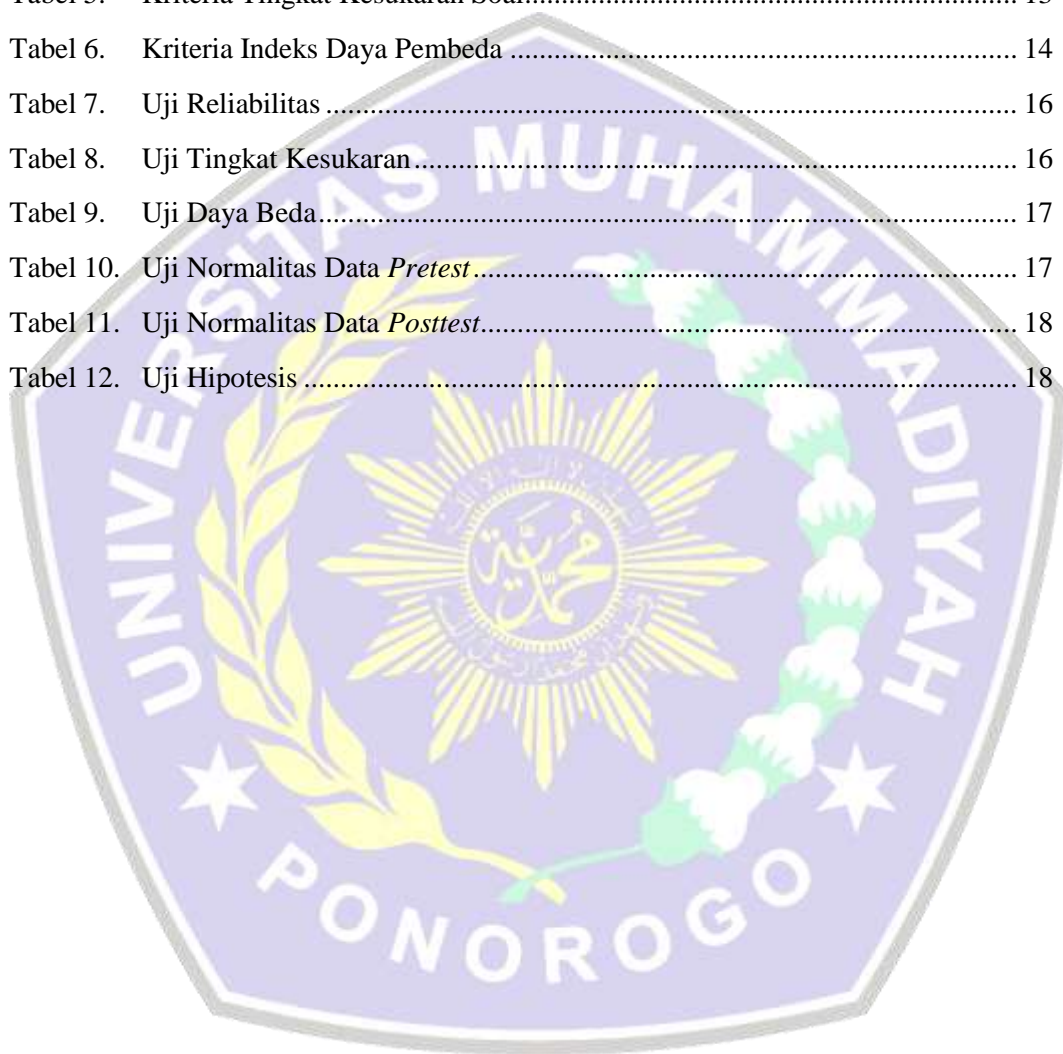 Tabel 6. Kriteria Indeks Daya Pembeda ........ 14
Tabel 7. Uji Reliabilitas ........ 16
Tabel 8. Uji Tingkat Kesukaran ........ 16
Tabel 9. Uji Daya Beda ........ 17
Tabel 10. Uji Normalitas Data Pretest ........ 17
Tabel 11. Uji Normalitas Data Posttest ........ 18
Tabel 12. Uji Hipotesis ........ 18
UNIVERSITAS MUHAMMADIYAH
PONOROGO
محمدية